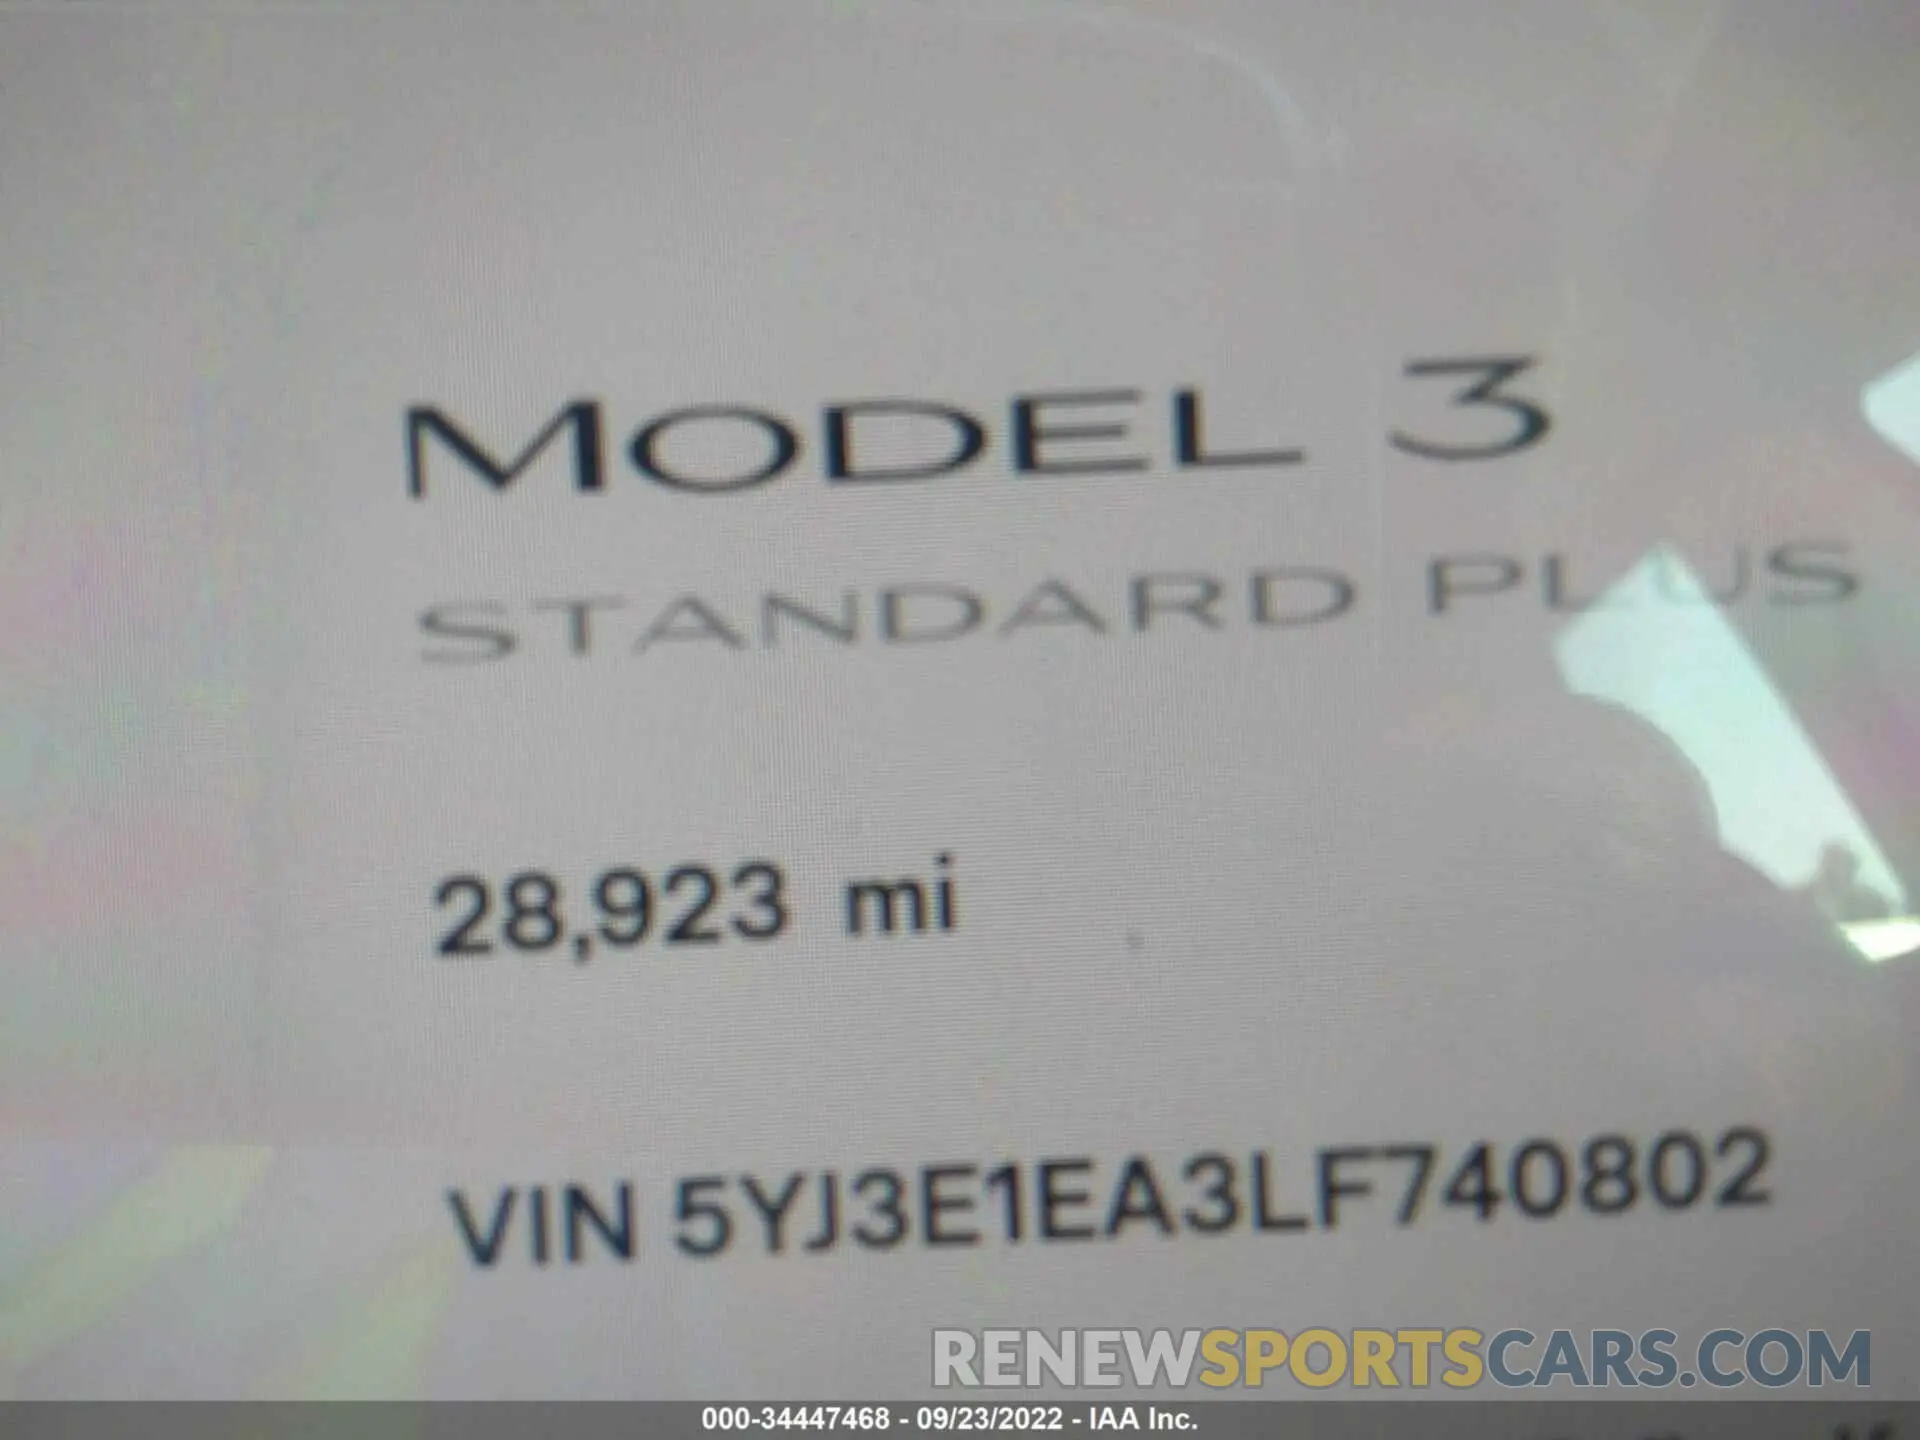 MODEL 3
STANDARD PLUS
28,923 mi
VIN 5YJ3E1EA3LF740802
RENEWSPORTSCARS.COM
000-34447468 - 09/23/2022 - IAA Inc.